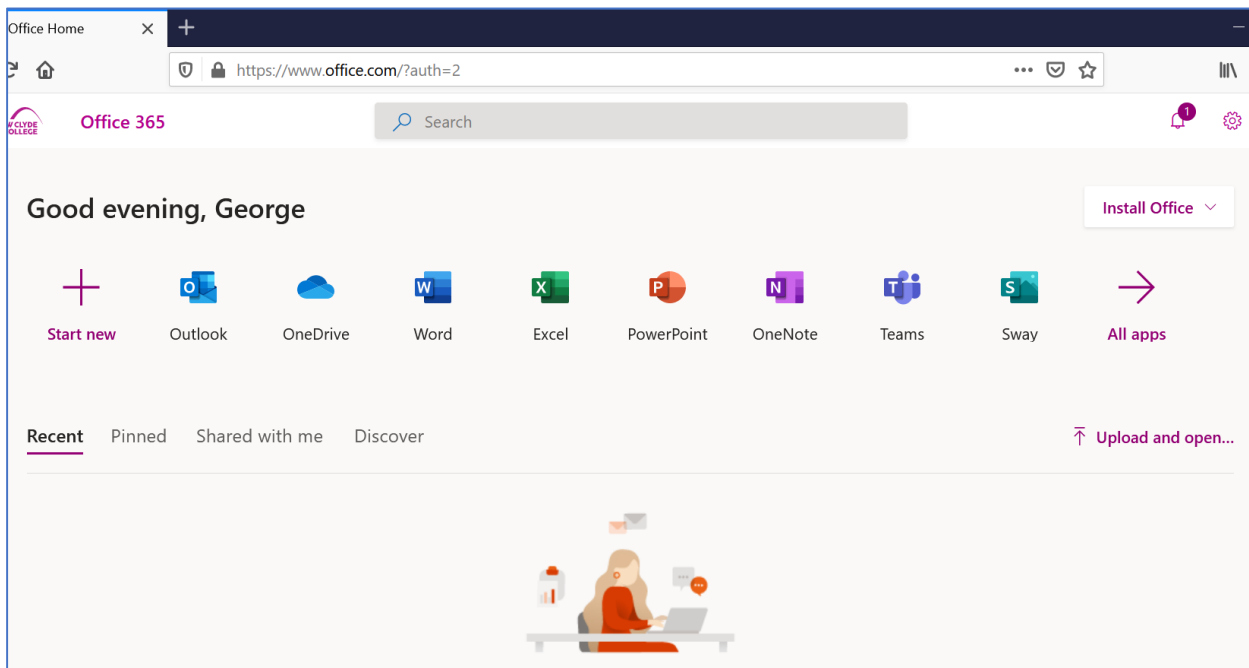 Office Home
https://www.office.com/?auth=2
CLYDE
Office 365
Search
1
Good evening, George
Install Office
Start new
Outlook
OneDrive
Word
Excel
PowerPoint
OneNote
Teams
Sway
All apps
Recent
Pinned
Shared with me
Discover
Upload and open...